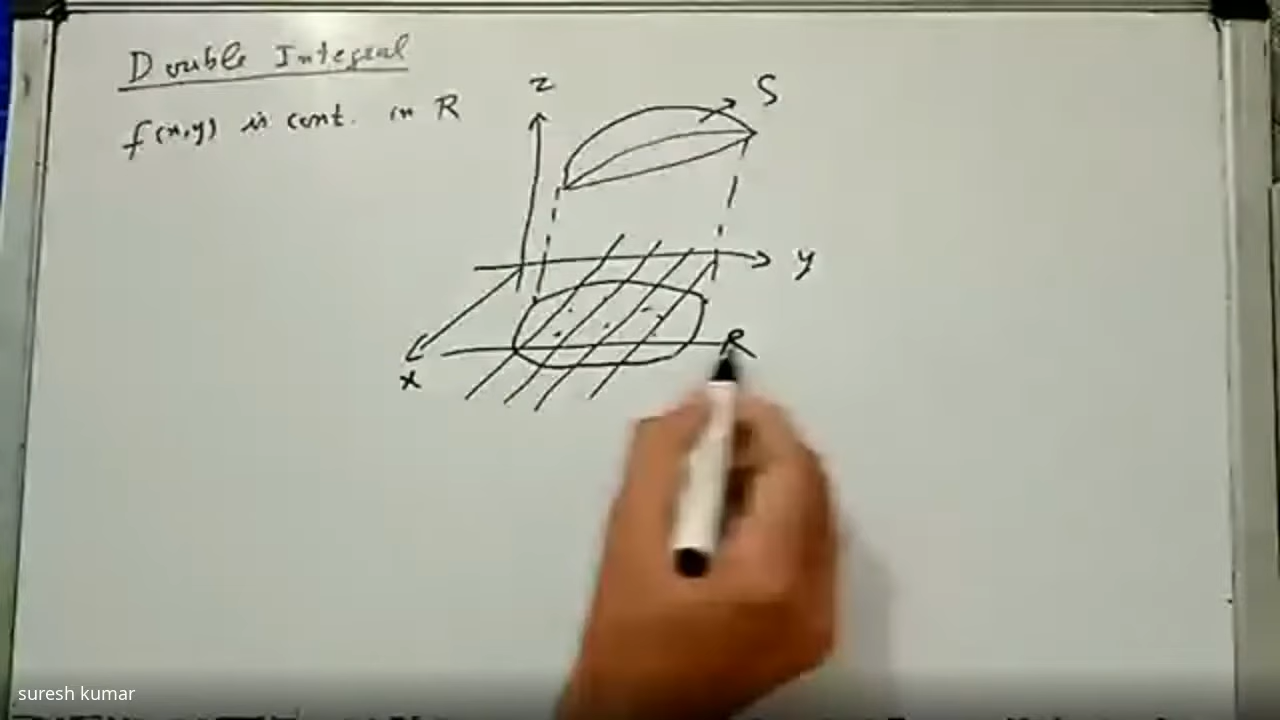 Double Integral
f(x,y) is cont. in R
z
S
y
R
x
suresh kumar